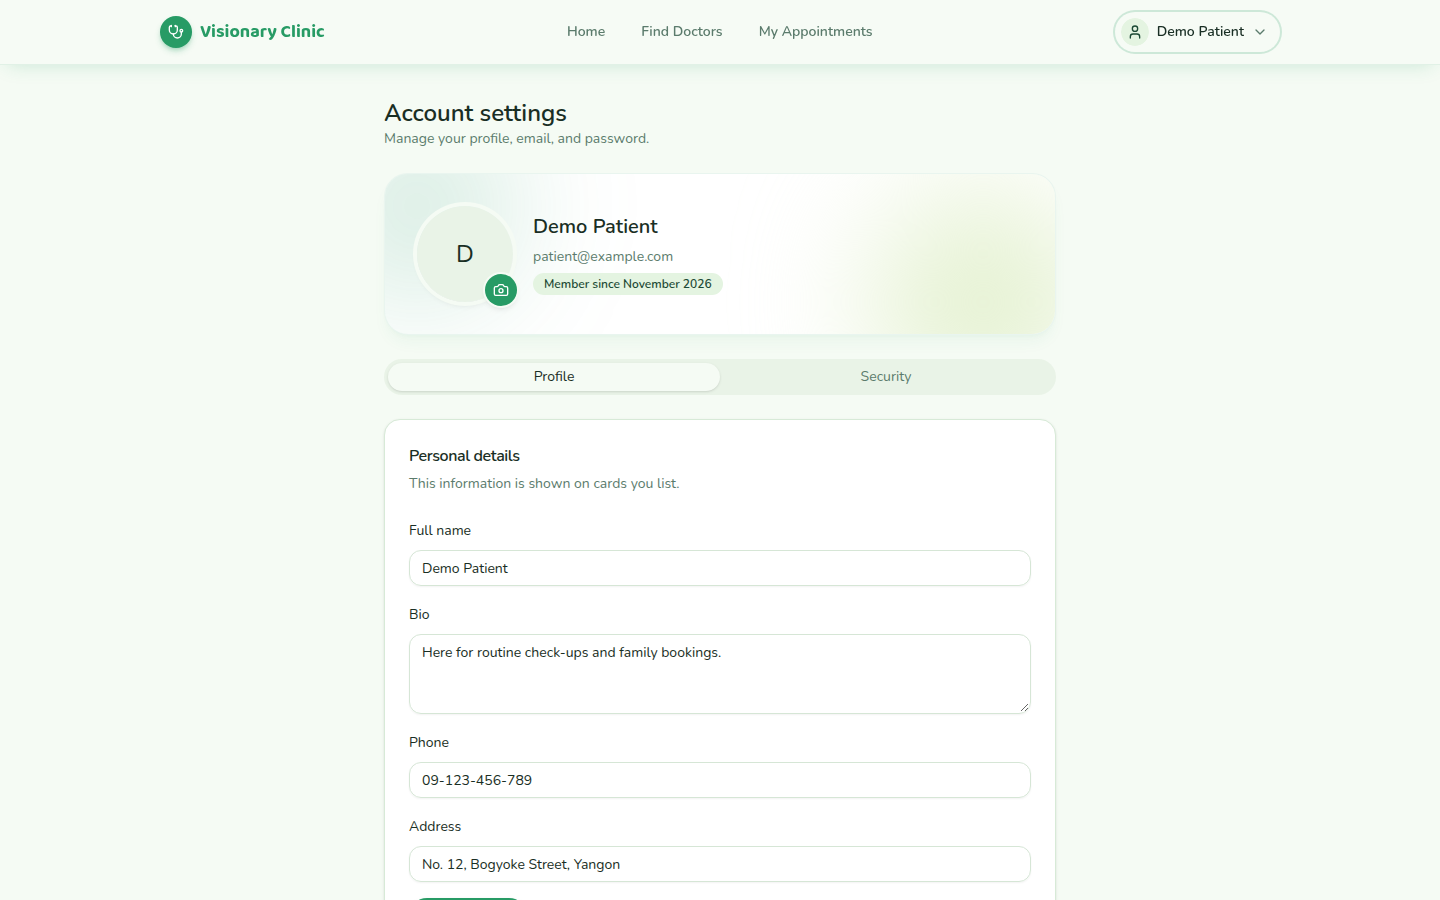 Visionary Clinic
Home
Find Doctors
My Appointments
Demo Patient
Account settings
Manage your profile, email, and password.
D
Demo Patient
patient@example.com
Member since November 2026
Profile
Security
Personal details
This information is shown on cards you list.
Full name
Demo Patient
Bio
Here for routine check-ups and family bookings.
Phone
09-123-456-789
Address
No. 12, Bogyoke Street, Yangon